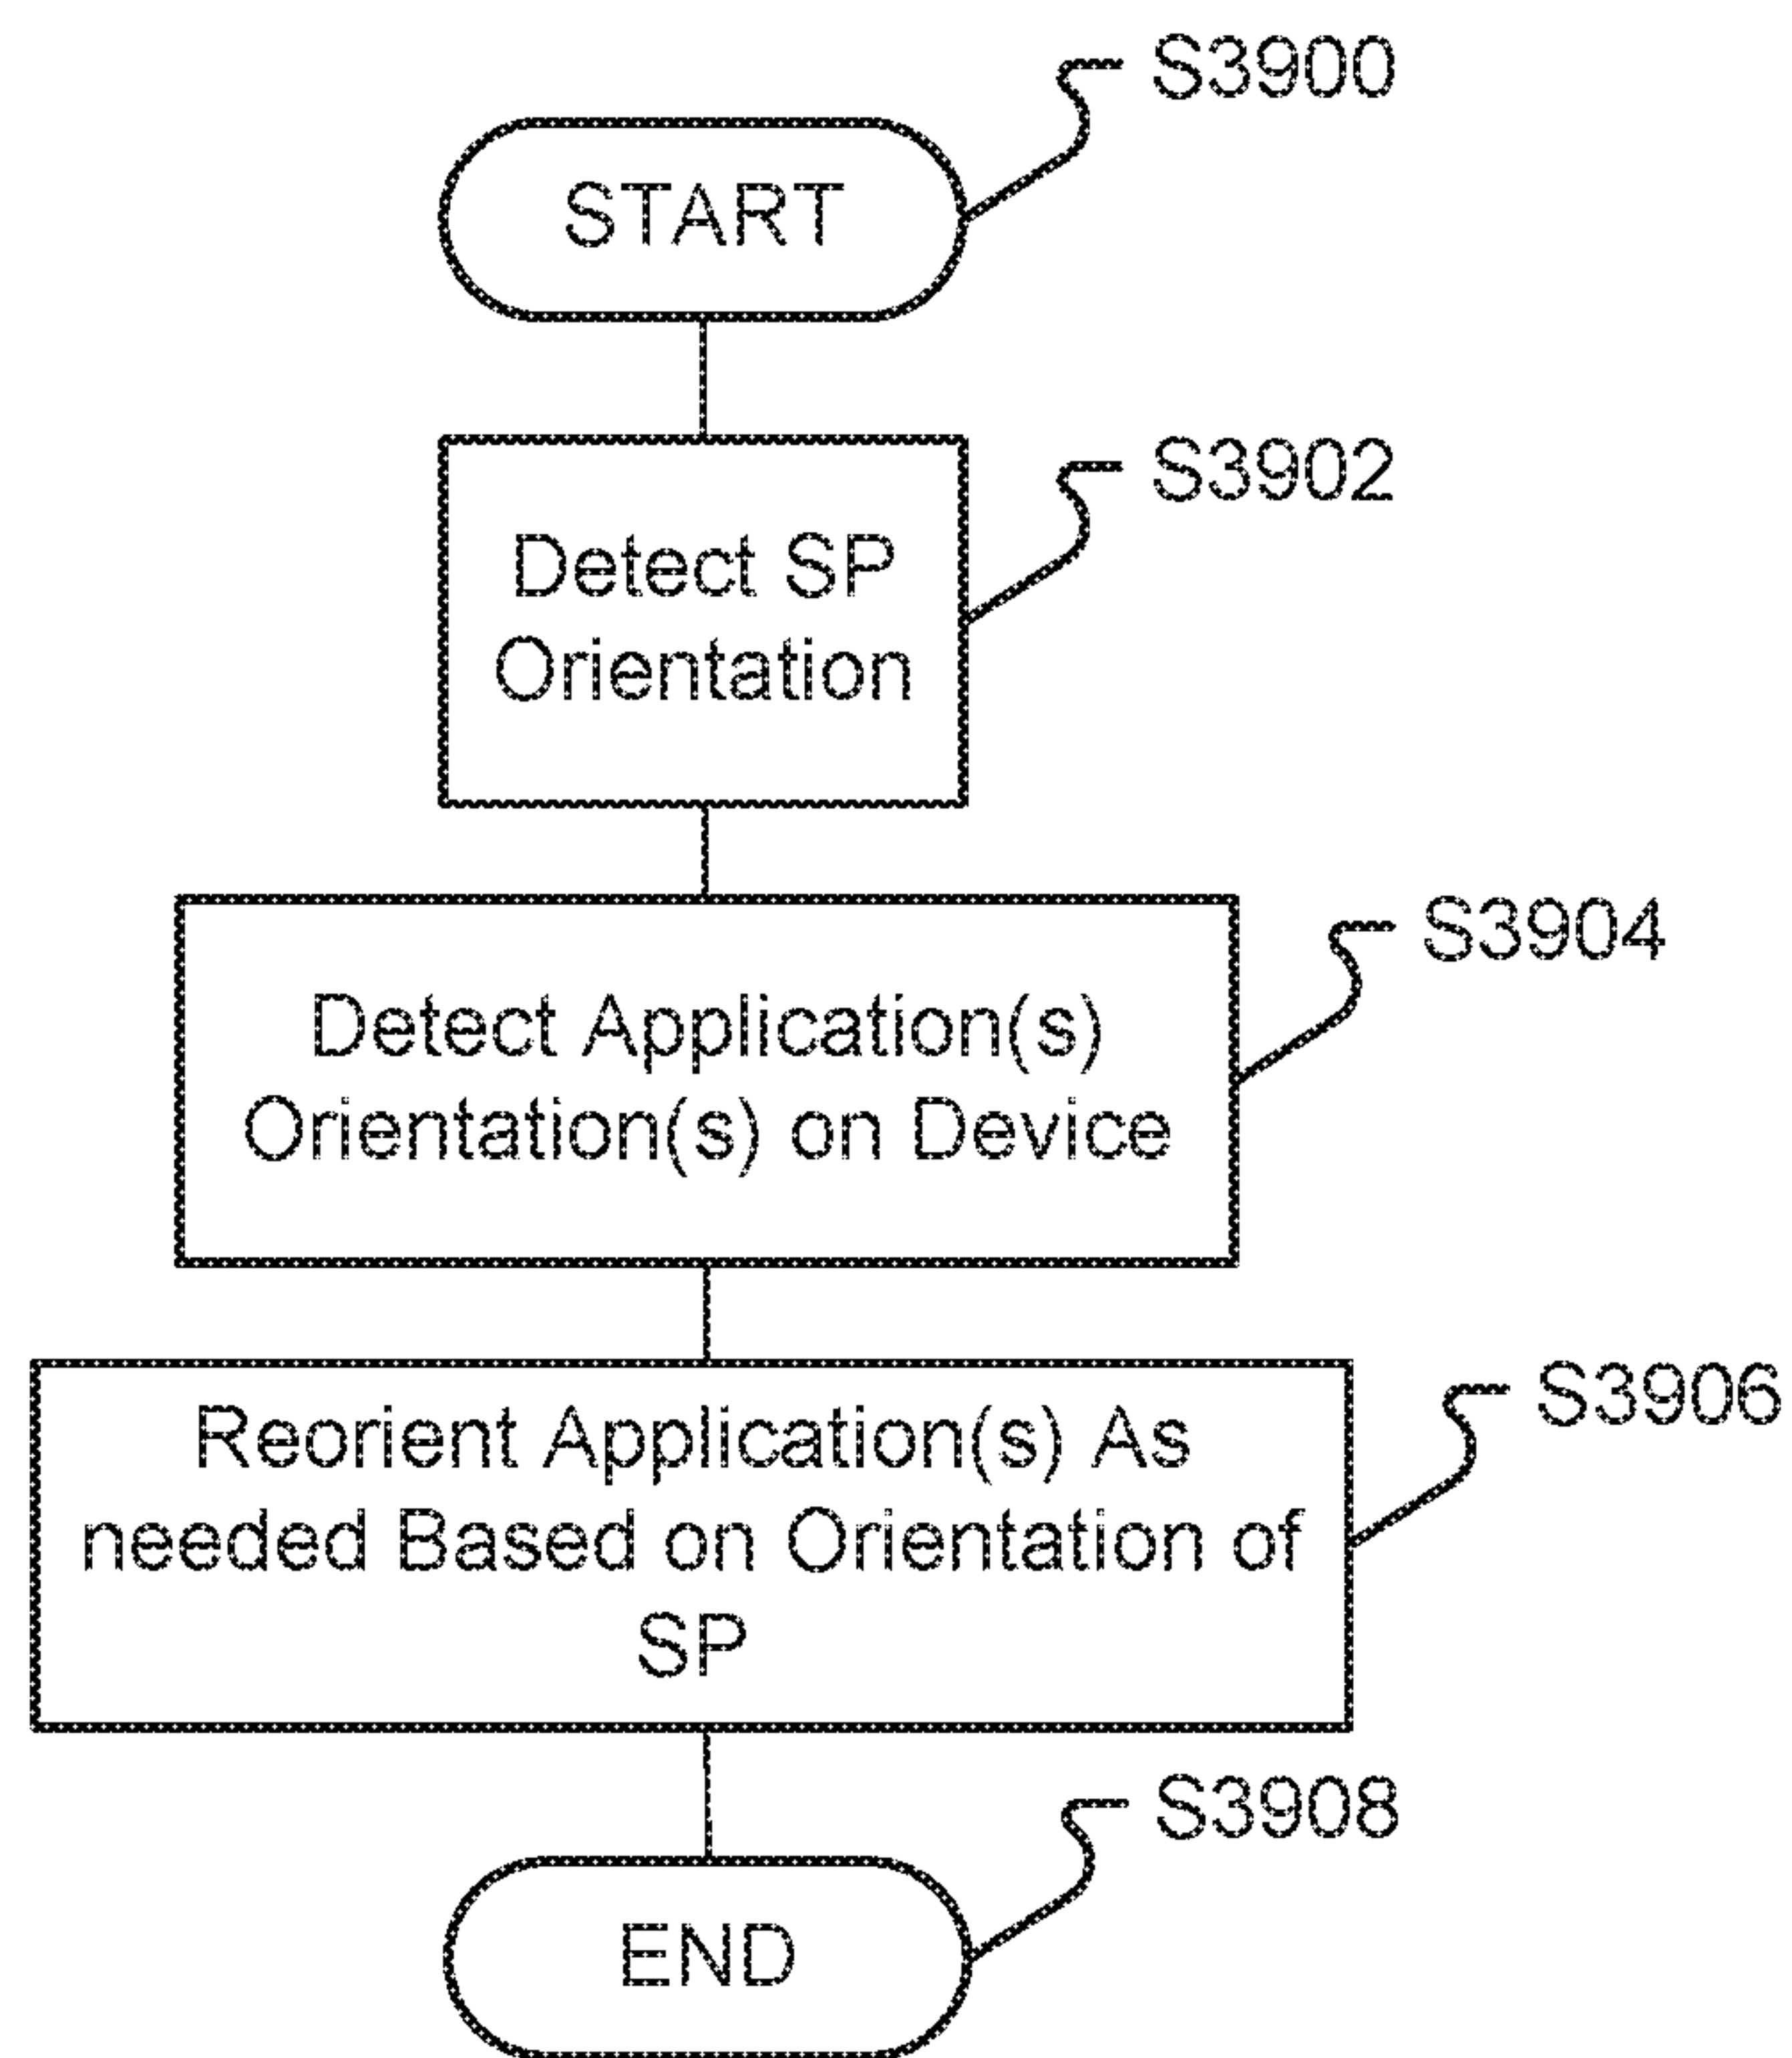 S3900
START
S3902
Detect SP
Orientation
S3904
Detect Application(s)
Orientation(s) on Device
S3906
Reorient Application(s) As
needed Based on Orientation of
SP
S3908
END